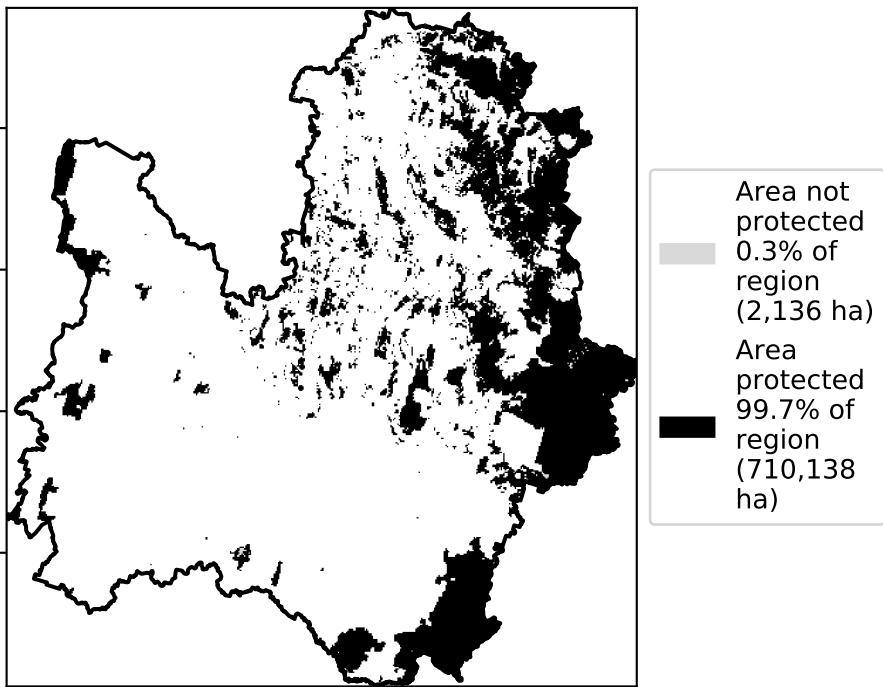 Area not
protected
0.3% of
region
(2,136 ha)
Area
protected
99.7% of
region
(710,138
ha)